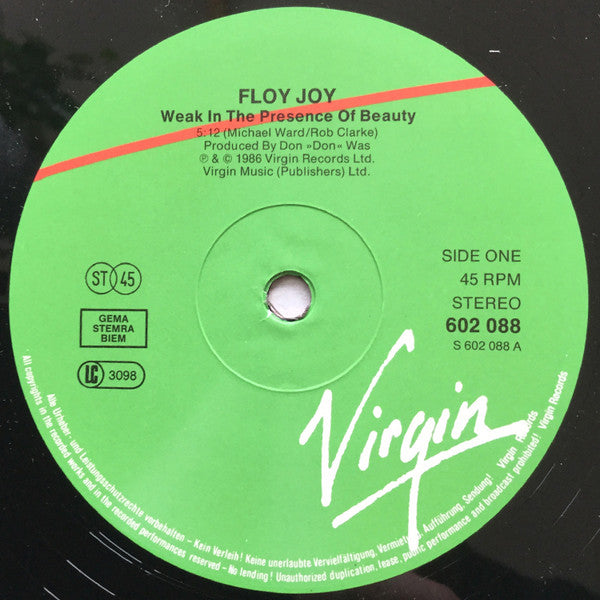 FLOY JOY
Weak In The Presence Of Beauty
5:12 (Michael Ward/Rob Clarke)
Produced By Don »Don« Was
℗ & © 1986 Virgin Records Ltd.
Virgin Music (Publishers) Ltd.
ST 45
GEMA
STEMRA
BIEM
LC 3098
SIDE ONE
45 RPM
STEREO
602 088
S 602 088 A
Virgin
Alle Urheber- und Leistungsschutzrechte vorbehalten – Kein Verleih! Keine unerlaubte Vervielfältigung, Vermietung, Aufführung, Sendung! Virgin Records
All copyrights in the recorded works and in the recorded performances reserved – No lending! Unauthorized duplication, lease, public performance and broadcast prohibited! Virgin Records